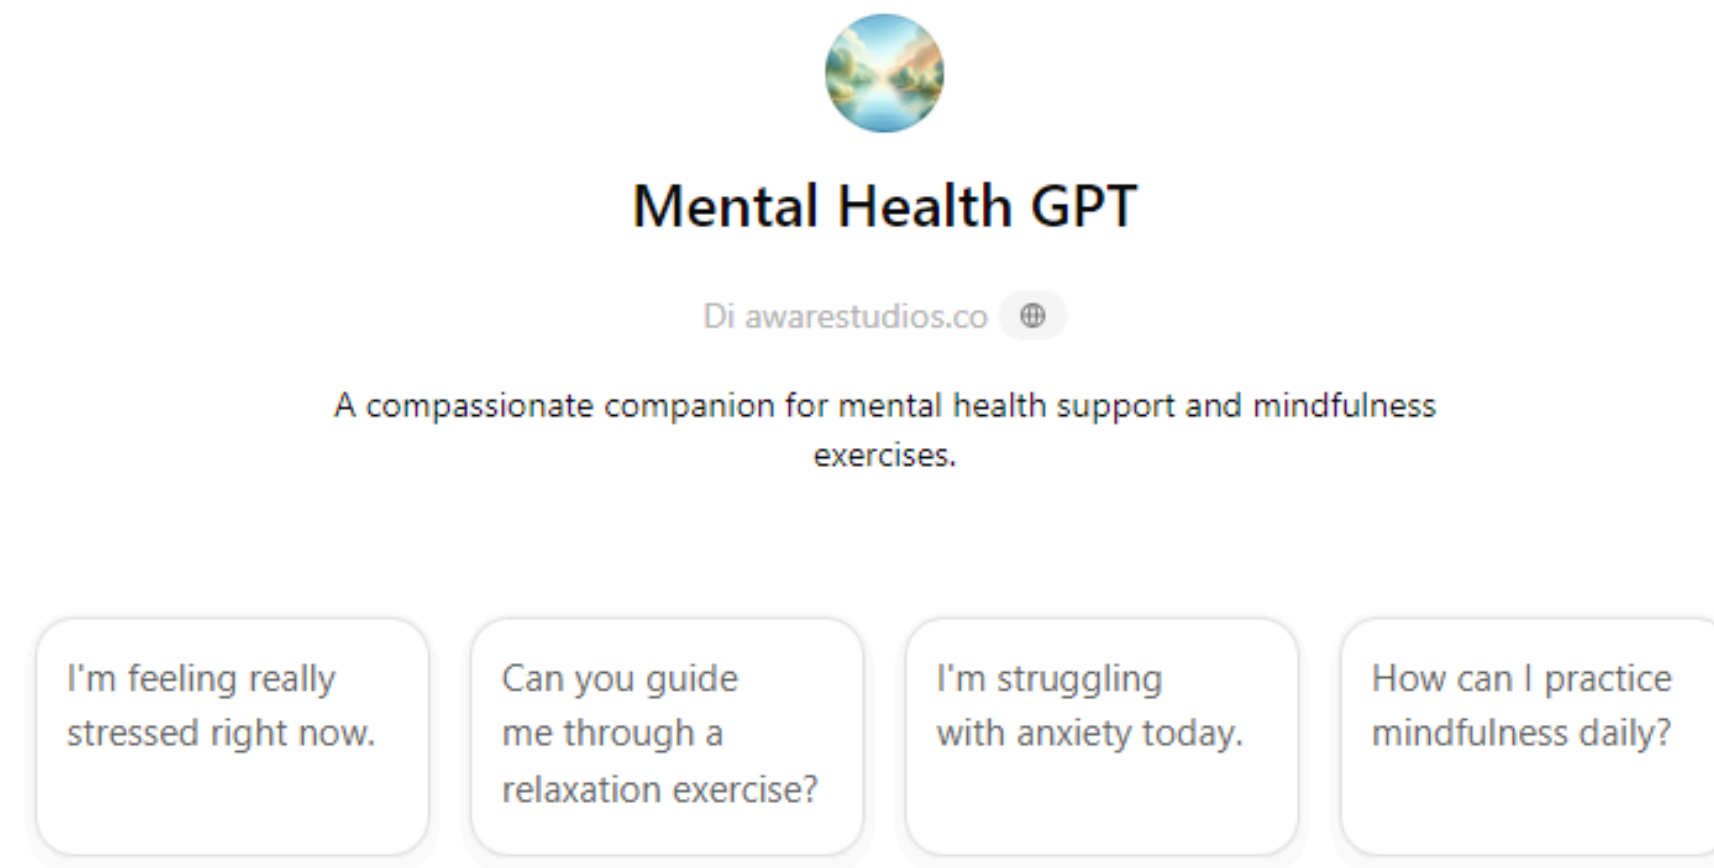 Mental Health GPT
Di awarestudios.co
A compassionate companion for mental health support and mindfulness
exercises.
I'm feeling really
stressed right now.
Can you guide
me through a
relaxation exercise?
I'm struggling
with anxiety today.
How can I practice
mindfulness daily?